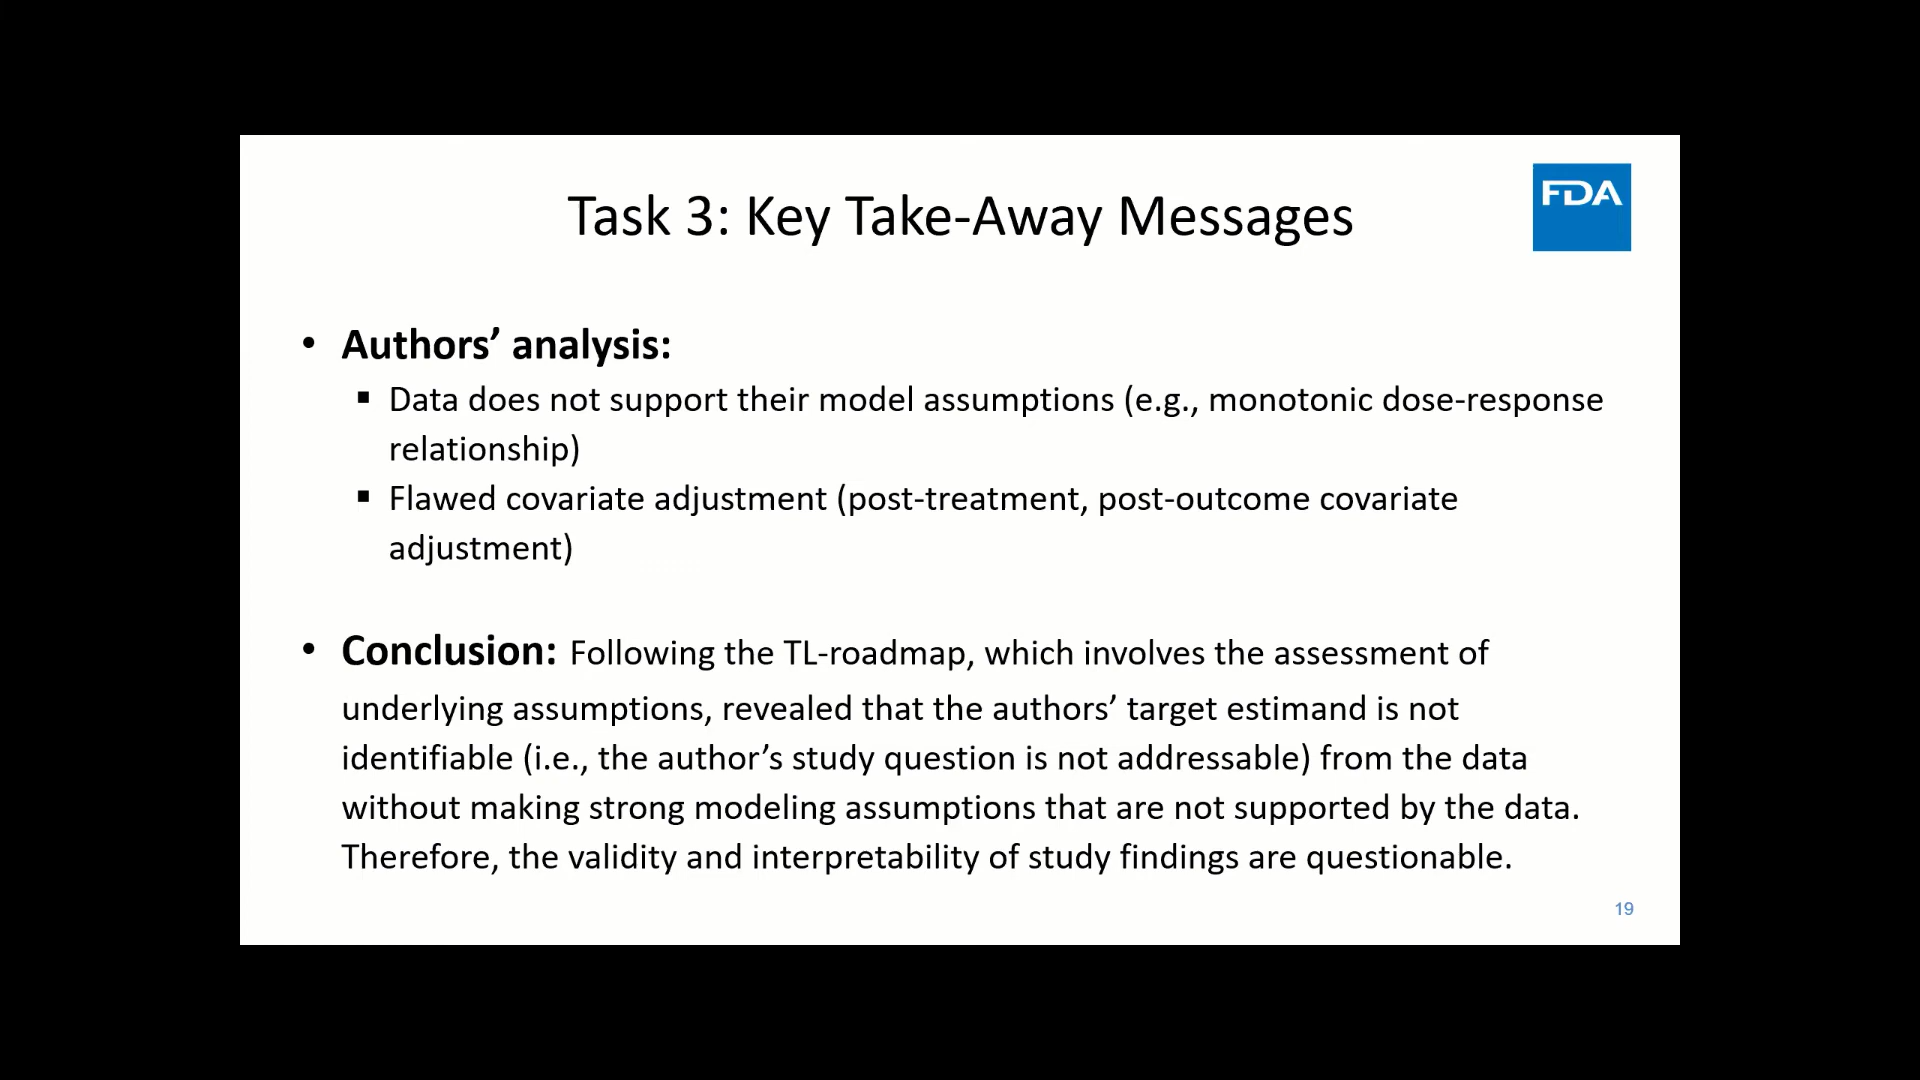 FDA
Task 3: Key Take-Away Messages
• Authors’ analysis:
▪ Data does not support their model assumptions (e.g., monotonic dose-response
relationship)
▪ Flawed covariate adjustment (post-treatment, post-outcome covariate
adjustment)
• Conclusion: Following the TL-roadmap, which involves the assessment of
underlying assumptions, revealed that the authors’ target estimand is not
identifiable (i.e., the author’s study question is not addressable) from the data
without making strong modeling assumptions that are not supported by the data.
Therefore, the validity and interpretability of study findings are questionable.
19